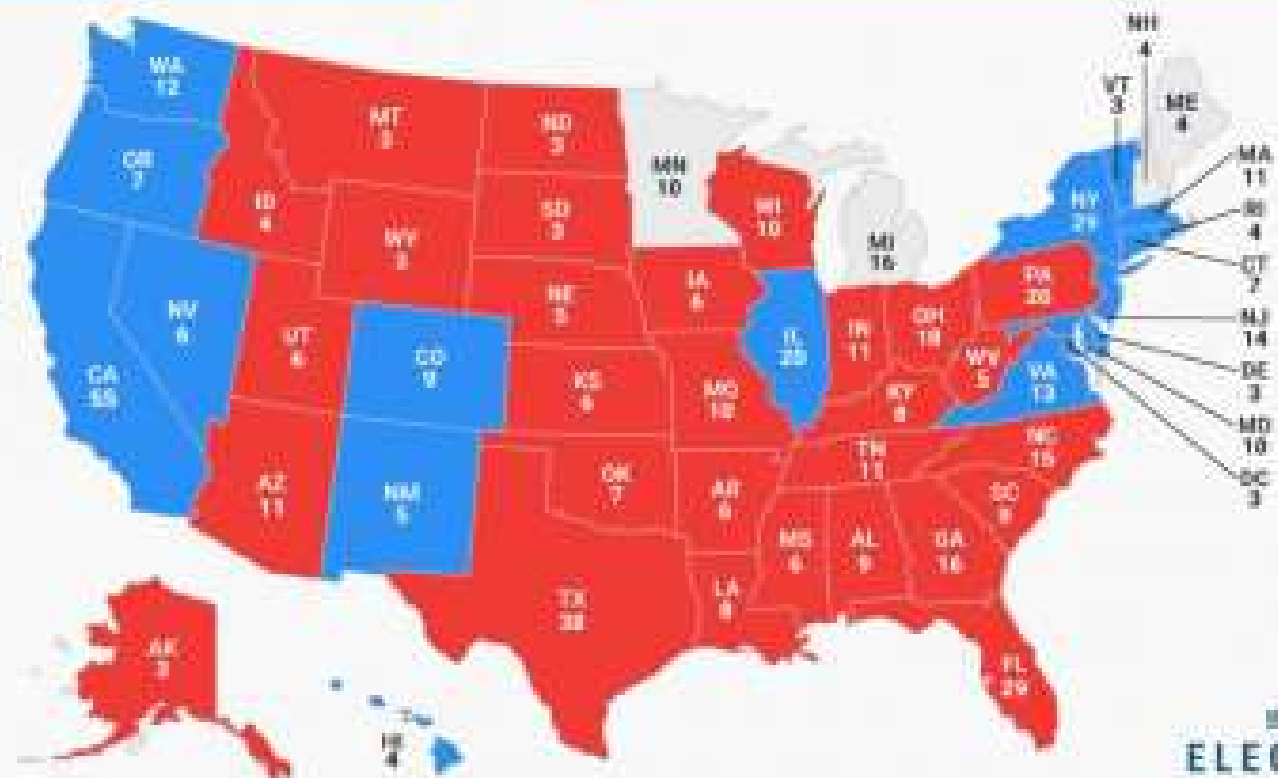 NH
4
VT
3
ME
4
WA
12
MT
3
ND
3
MN
10
MA
11
OR
7
ID
4
SD
3
WI
10
NY
29
RI
4
WY
3
MI
16
CT
7
NV
6
NE
5
IA
6
PA
20
NJ
14
UT
6
CO
9
IL
20
IN
11
OH
18
WV
5
VA
13
DE
3
CA
55
KS
6
MO
10
KY
8
MD
10
AZ
11
NM
5
OK
7
AR
6
TN
11
NC
15
DC
3
SC
9
MS
6
AL
9
GA
16
TX
38
LA
8
AK
3
FL
29
HI
4
ELEC